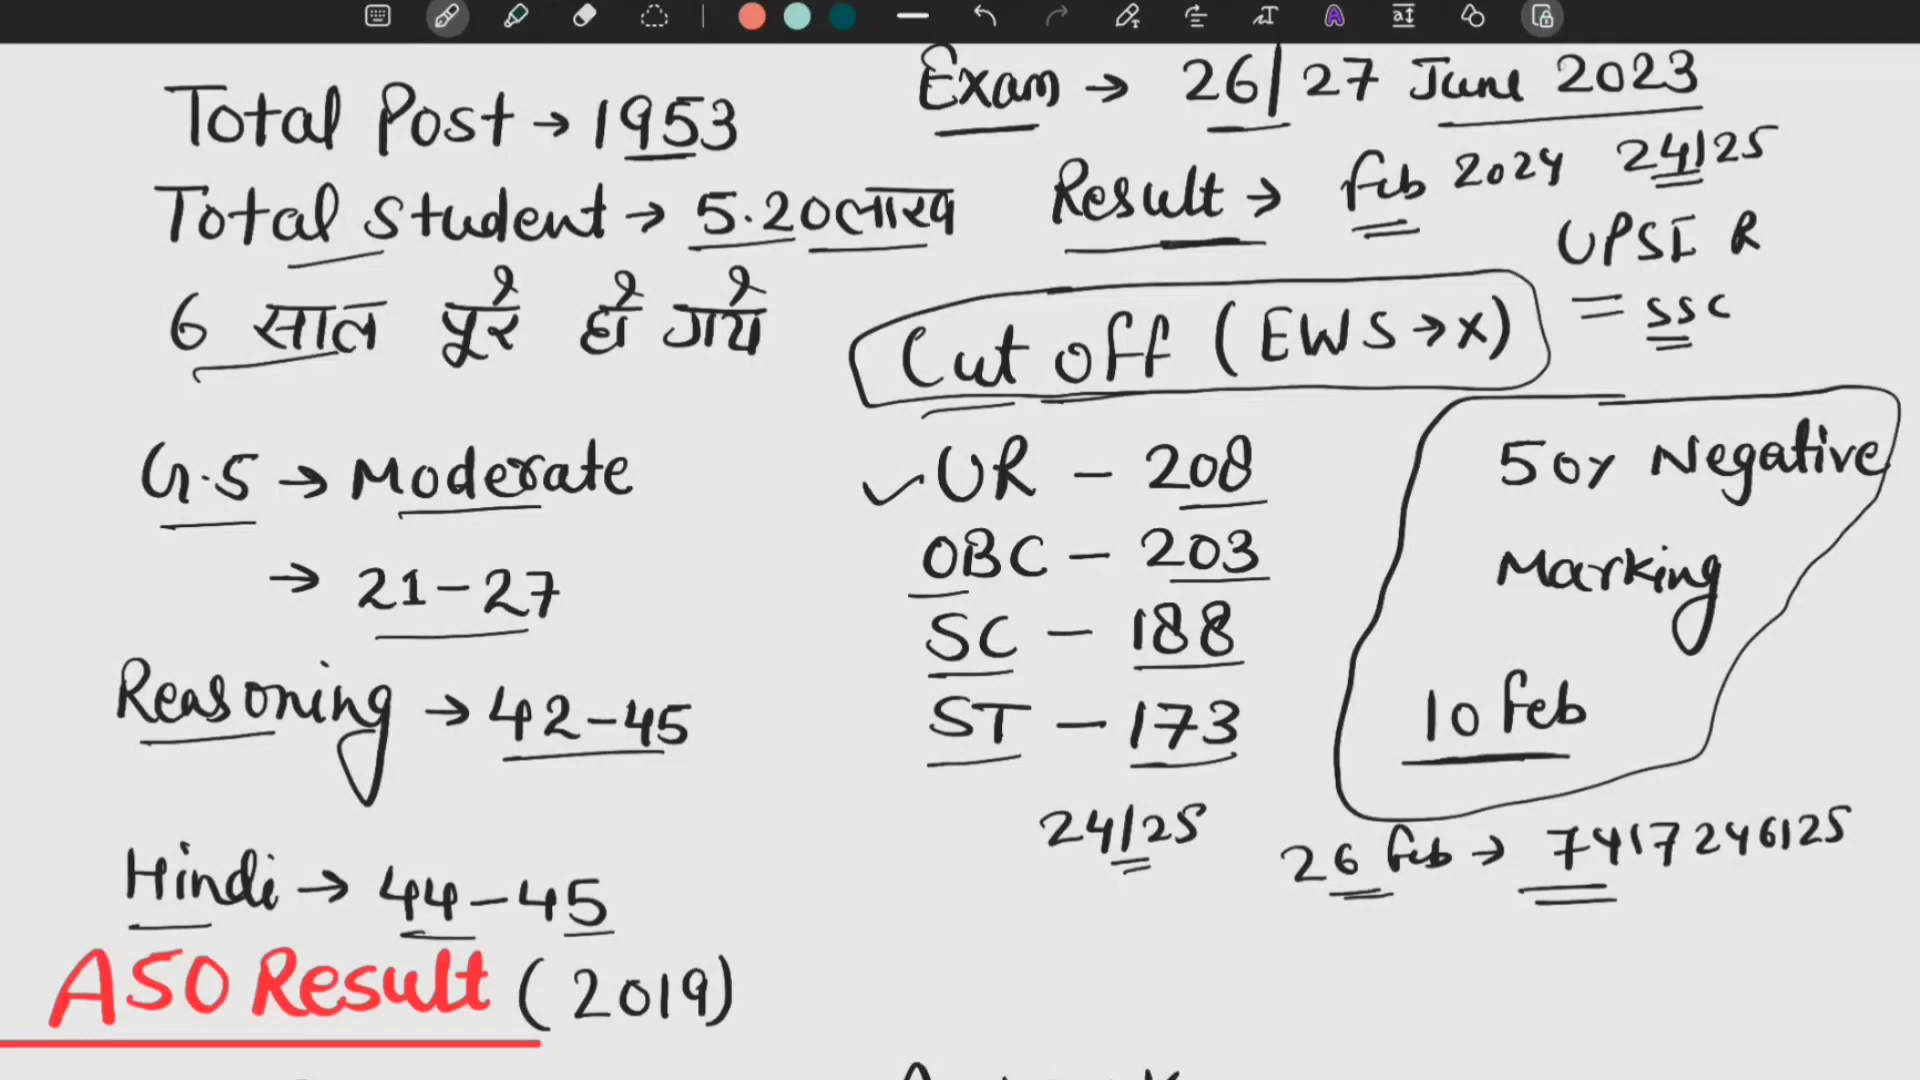 Total Post → 1953
Total student → 5.20लाख
6 साल पूरे हो गये
G.S → Moderate
→ 21-27
Reasoning → 42-45
Hindi → 44-45
ASO Result (2019)
Exam → 26/27 June 2023
Result → feb 2024 24/25
UPSI R
= SSC
Cut off (EWS→x)
UR - 208
OBC - 203
SC - 188
ST - 173
24/25
50% Negative
Marking
10 feb
26 feb → 7417246125